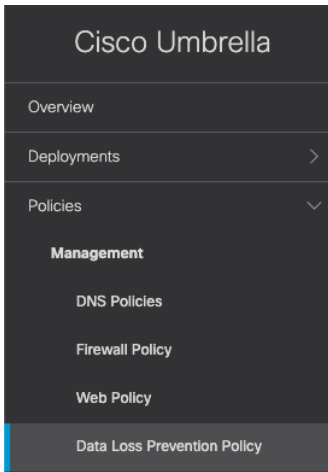 Cisco Umbrella
Overview
Deployments
Policies
Management
DNS Policies
Firewall Policy
Web Policy
Data Loss Prevention Policy